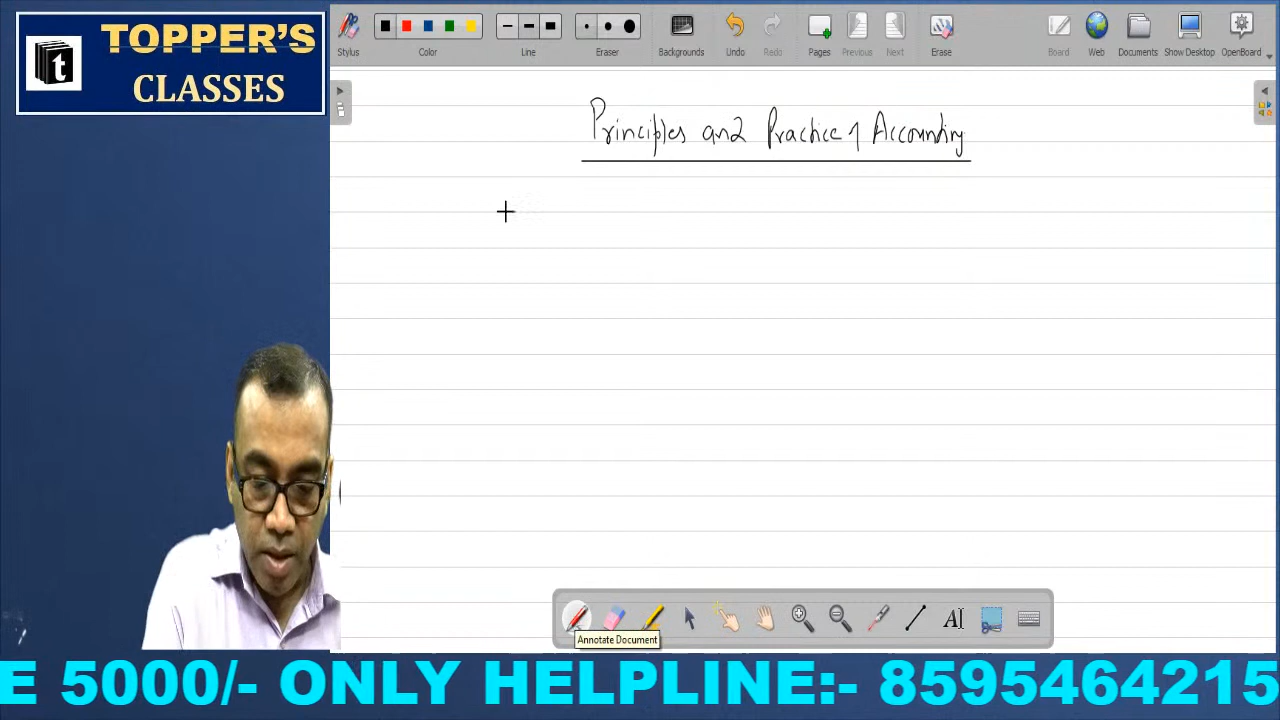 TOPPER'S
CLASSES
t
Stylus
Color
Line
Eraser
Backgrounds
Undo
Redo
Pages
Previous
Next
Erase
Board
Web
Documents
Show Desktop
OpenBoard
Principles and Practice of Accounting
Annotate Document
E 5000/- ONLY HELPLINE:- 8595464215